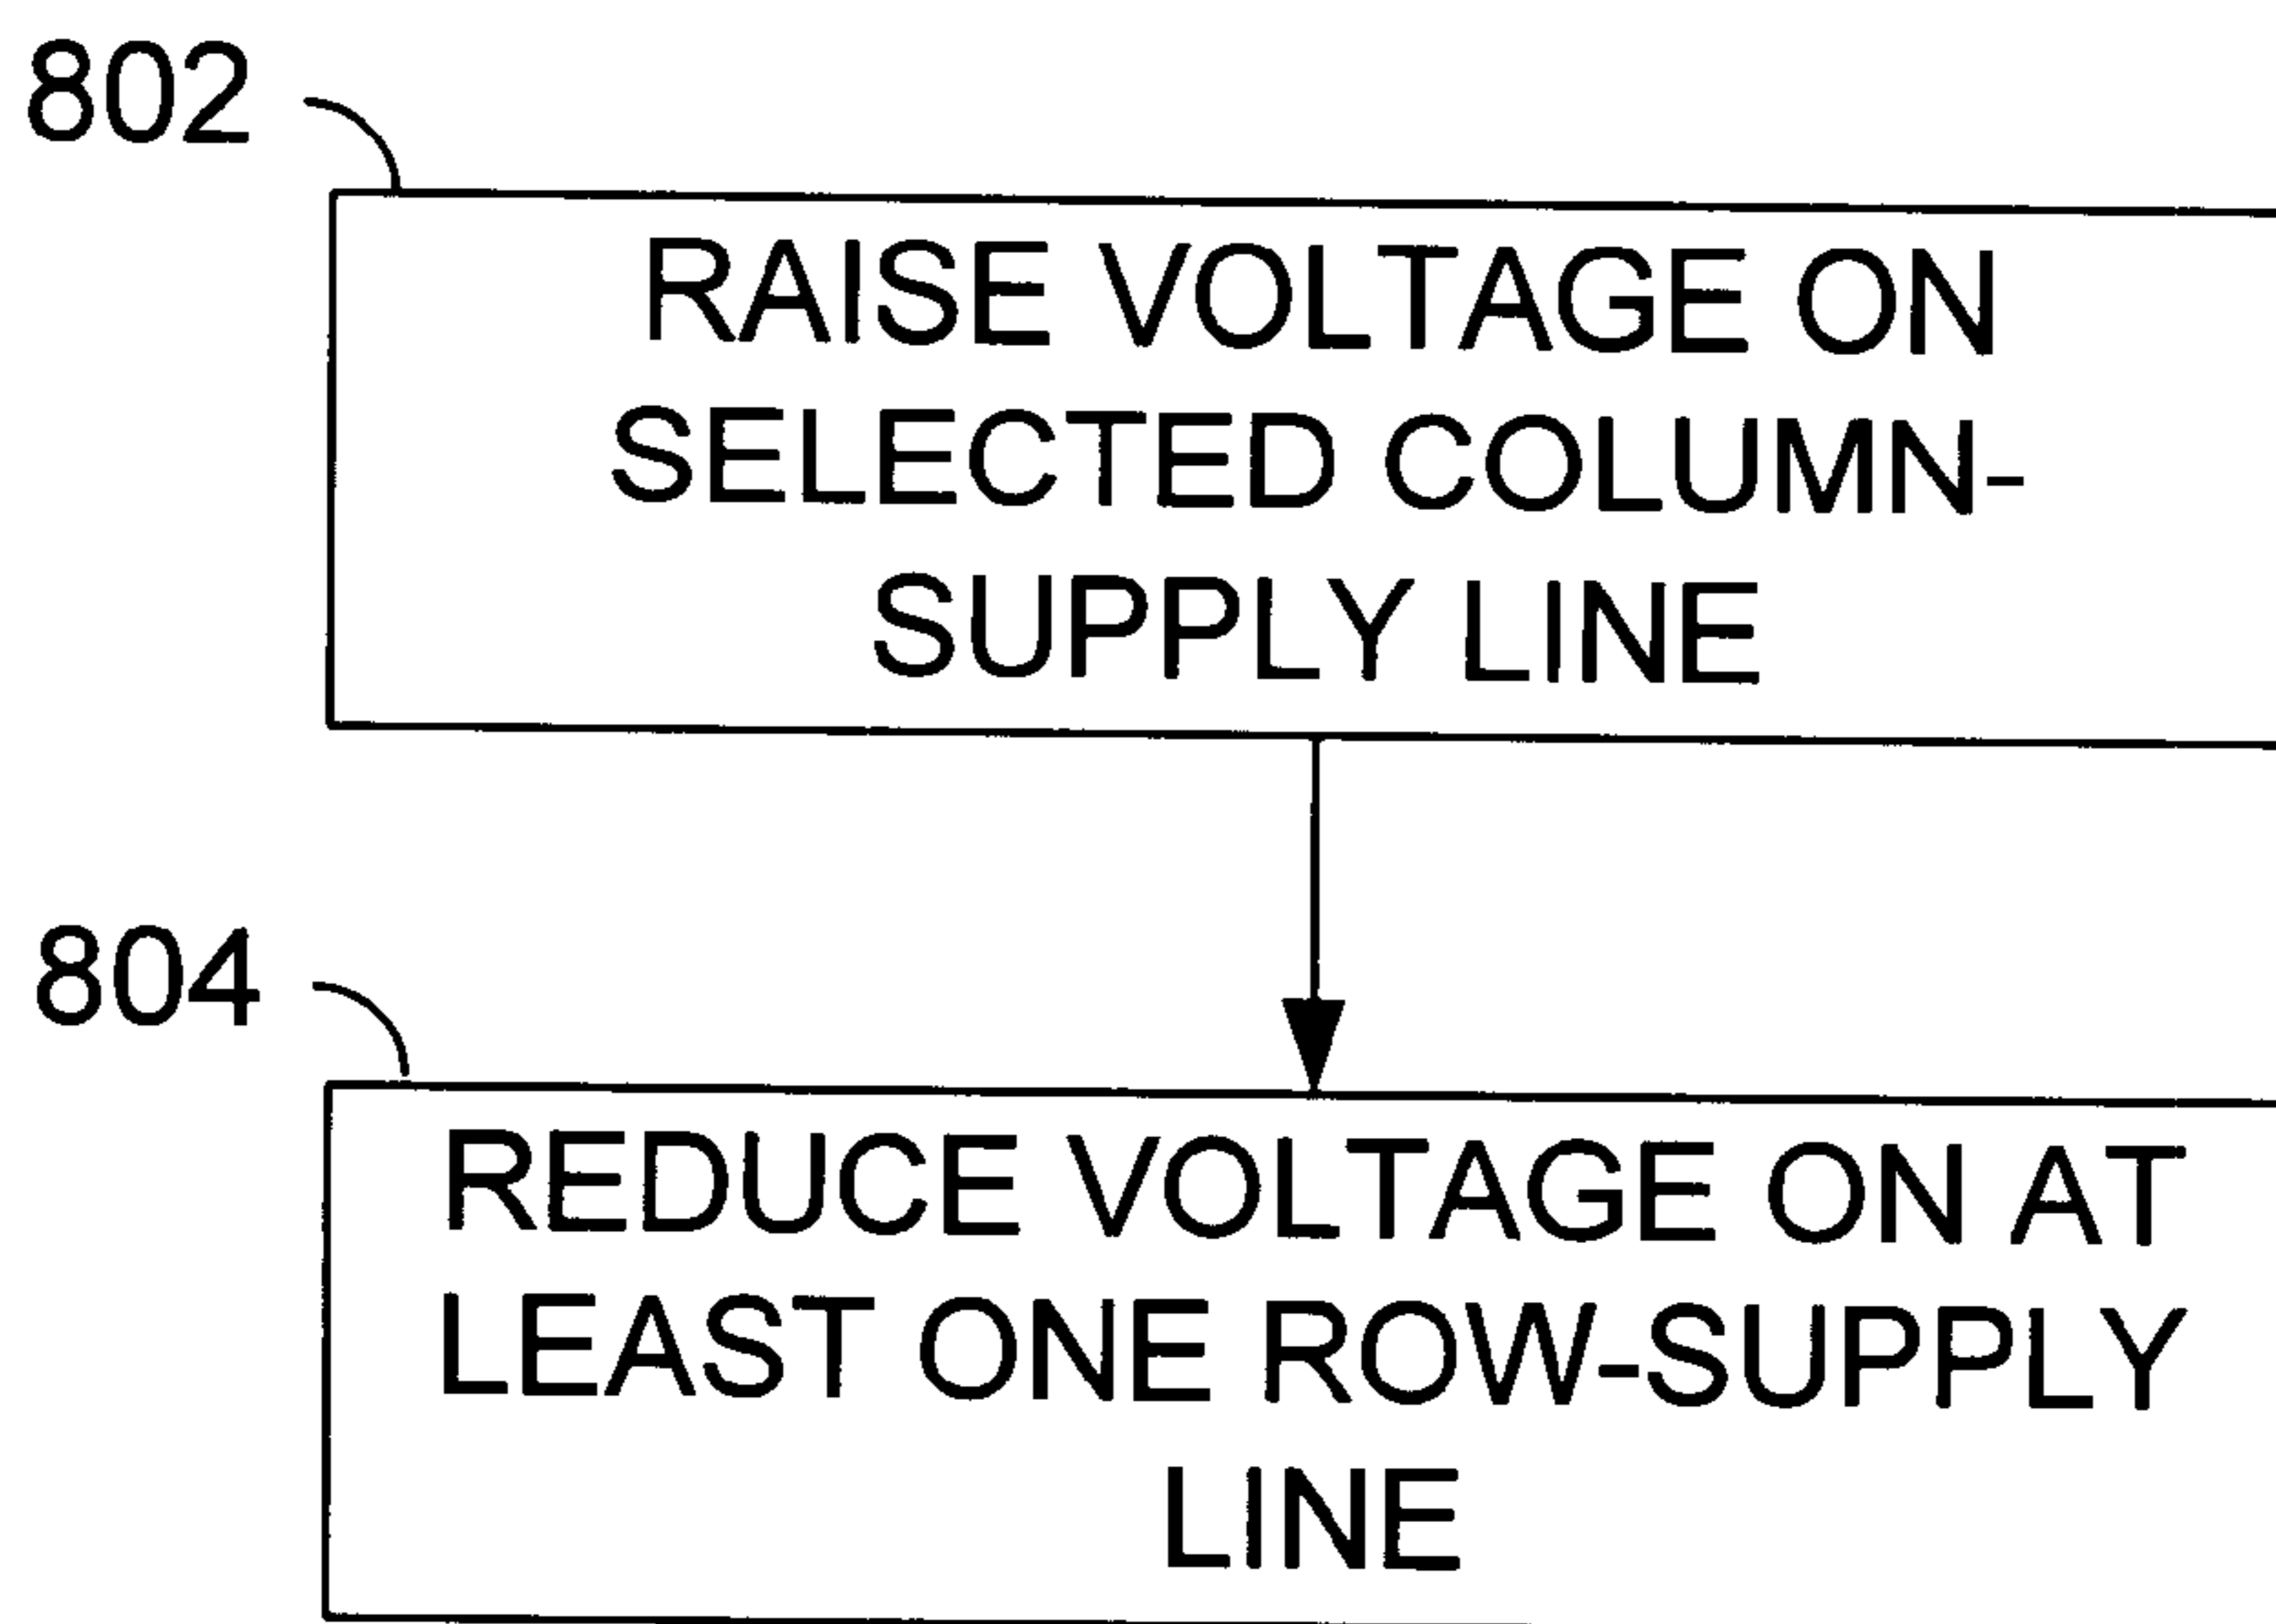 802
RAISE VOLTAGE ON
SELECTED COLUMN-
SUPPLY LINE
804
REDUCE VOLTAGE ON AT
LEAST ONE ROW-SUPPLY
LINE